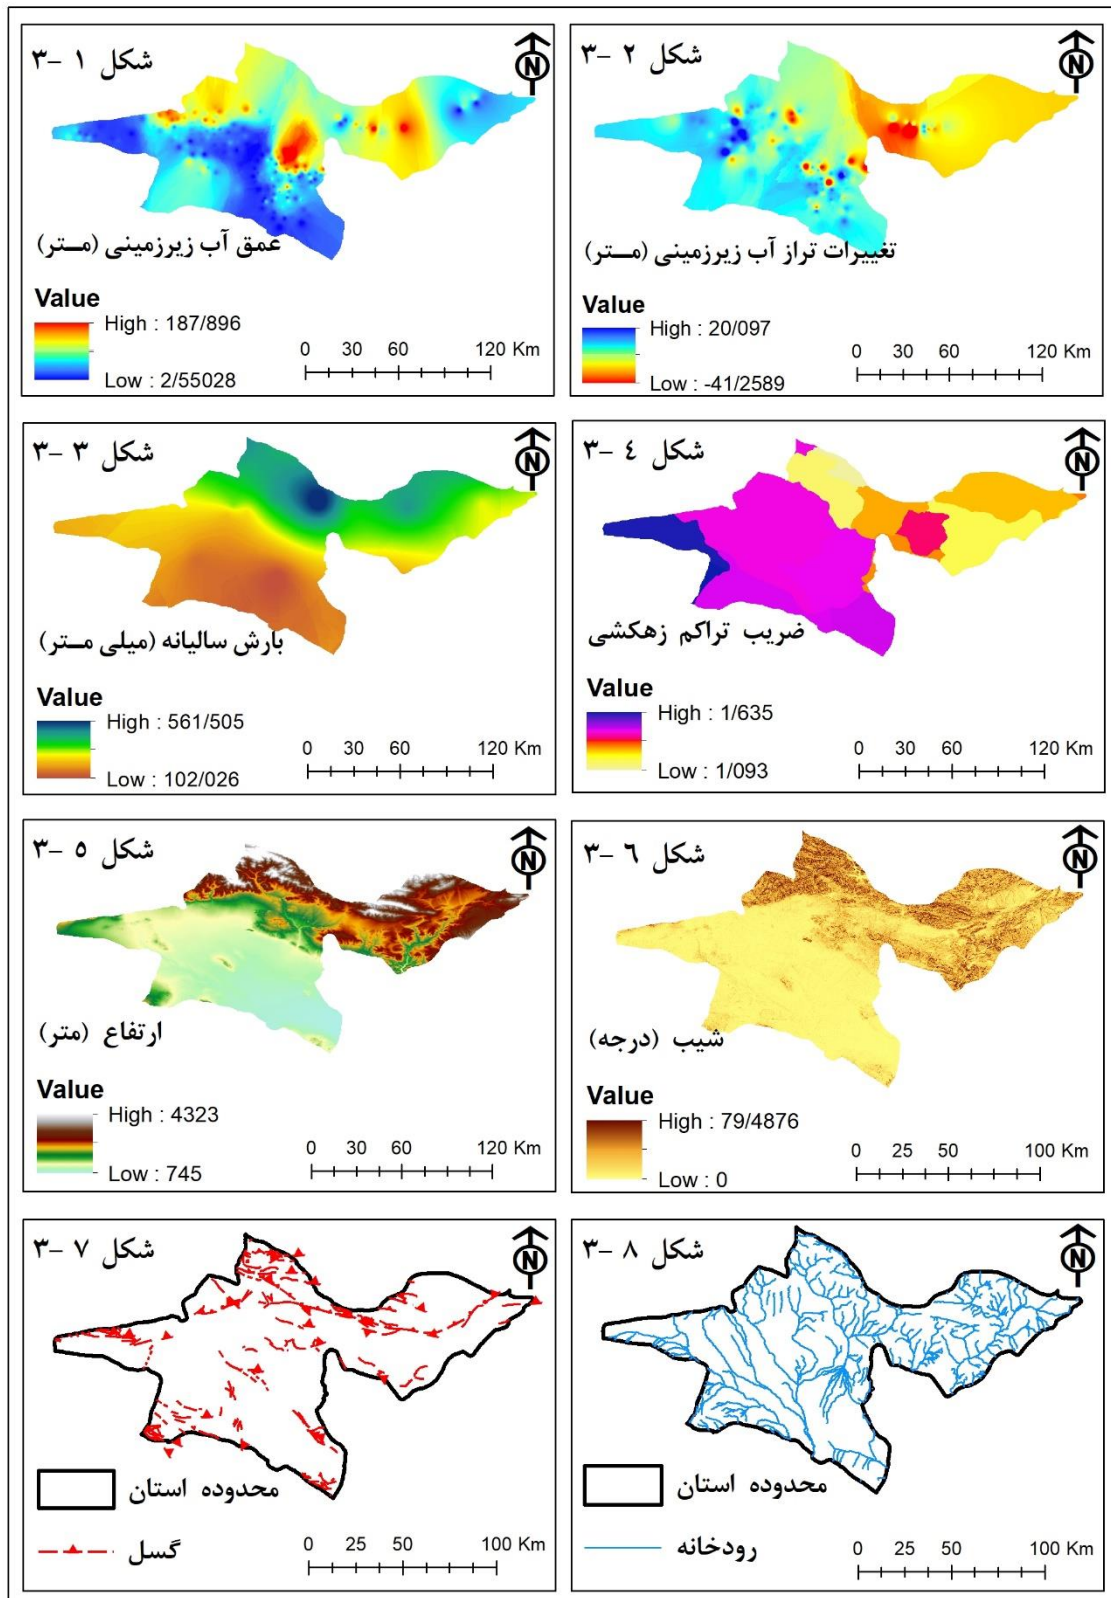 شکل ۱ -۳
N
عمق آب زیرزمینی (متر)
Value
High : 187/896
Low : 2/55028
0 30 60 120 Km
شکل ۲ -۳
N
تغییرات تراز آب زیرزمینی (متر)
Value
High : 20/097
Low : -41/2589
0 30 60 120 Km
شکل ۳ -۳
N
بارش سالیانه (میلی متر)
Value
High : 561/505
Low : 102/026
0 30 60 120 Km
شکل ٤ -۳
N
ضریب تراکم زهکشی
Value
High : 1/635
Low : 1/093
0 30 60 120 Km
شکل ٥ -۳
N
ارتفاع (متر)
Value
High : 4323
Low : 745
0 30 60 120 Km
شکل ٦ -۳
N
شیب (درجه)
Value
High : 79/4876
Low : 0
0 25 50 100 Km
شکل ۷ -۳
N
محدوده استان
گسل
0 25 50 100 Km
شکل ۸ -۳
N
محدوده استان
رودخانه
0 25 50 100 Km